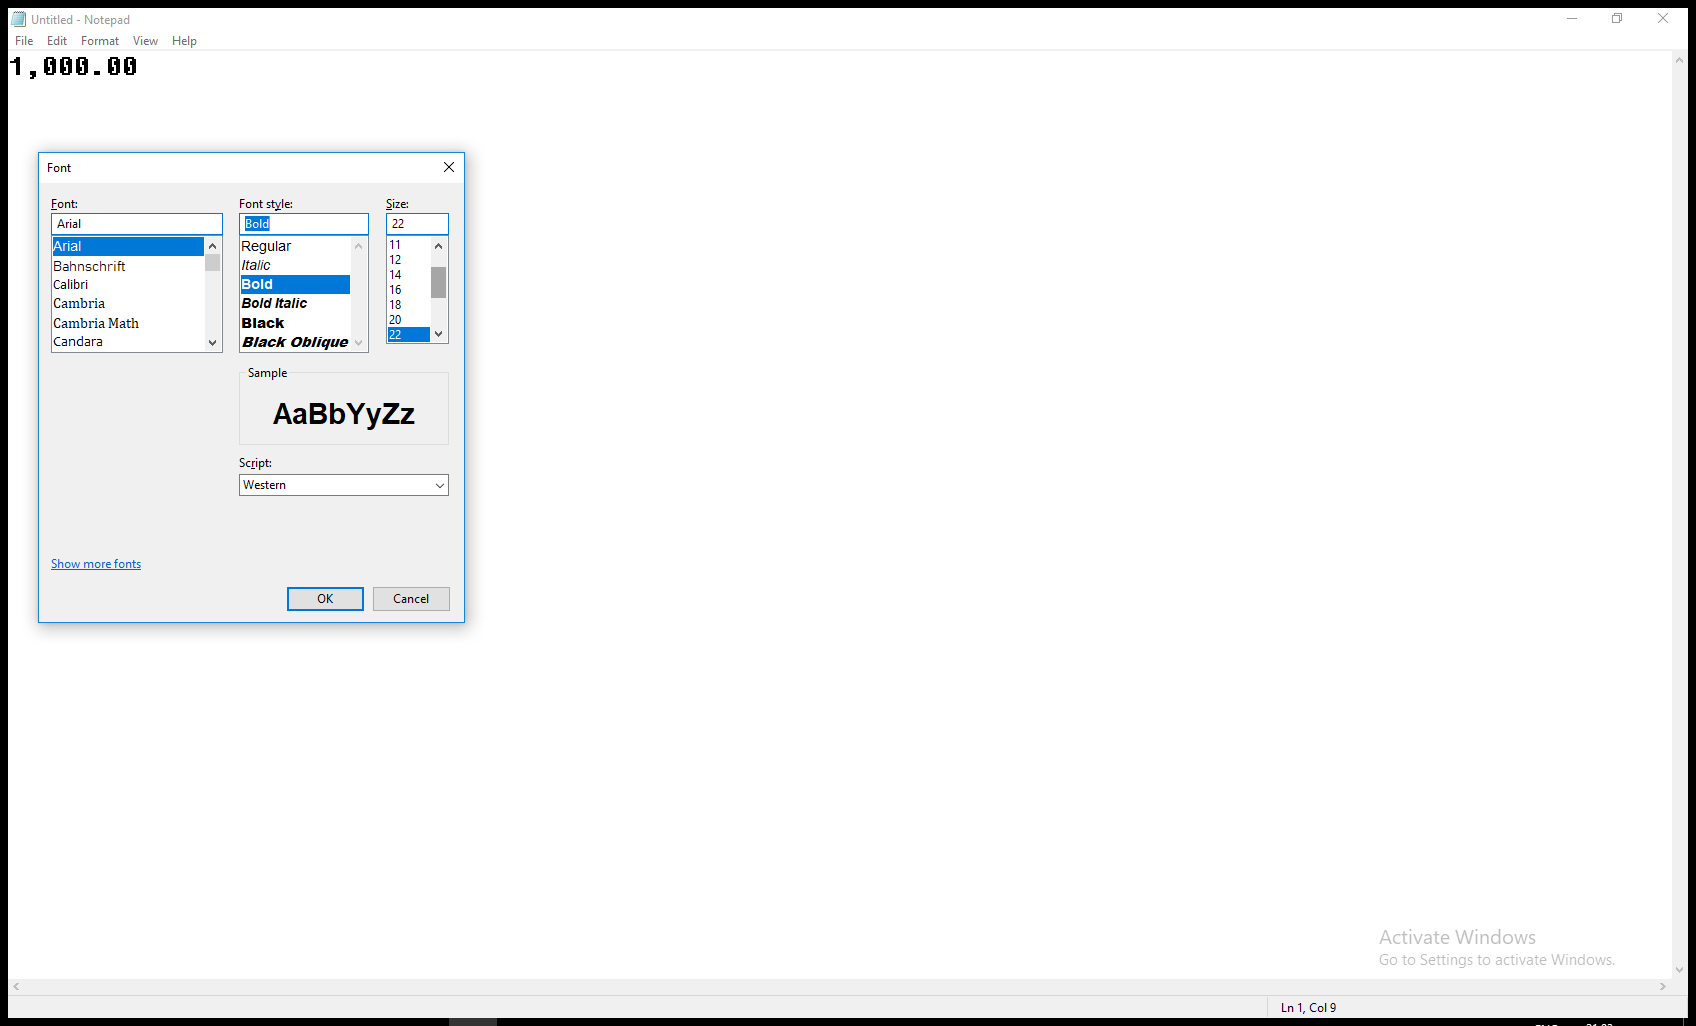 Untitled - Notepad
File Edit Format View Help
1,000.00
Font
Font: Font style: Size:
Arial Bold 22
Arial
Bahnschrift
Calibri
Cambria
Cambria Math
Candara
Regular
Italic
Bold
Bold Italic
Black
Black Oblique
11
12
14
16
18
20
22
Sample
AaBbYyZz
Script:
Western
Show more fonts
OK Cancel
Activate Windows
Go to Settings to activate Windows.
Ln 1, Col 9